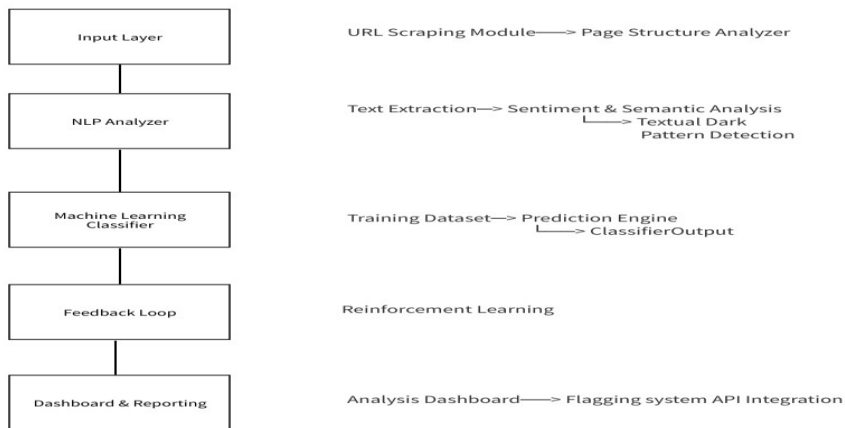 Input Layer
URL Scraping Module—> Page Structure Analyzer
NLP Analyzer
Text Extraction—> Sentiment & Semantic Analysis
—> Textual Dark
Pattern Detection
Machine Learning
Classifier
Training Dataset—> Prediction Engine
—> ClassifierOutput
Feedback Loop
Reinforcement Learning
Dashboard & Reporting
Analysis Dashboard—> Flagging system API Integration